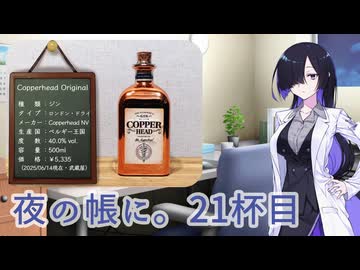 Copperhead Original
種　類：ジン
タイプ：ロンドン・ドライ
メーカー：Copperhead NV
生産国：ベルギー王国
度　数：40.0% vol.
容　量：500ml
価　格：￥5,335
（2025/06/14現在・武蔵屋）
COPPER
HEAD
夜の帳に。21杯目